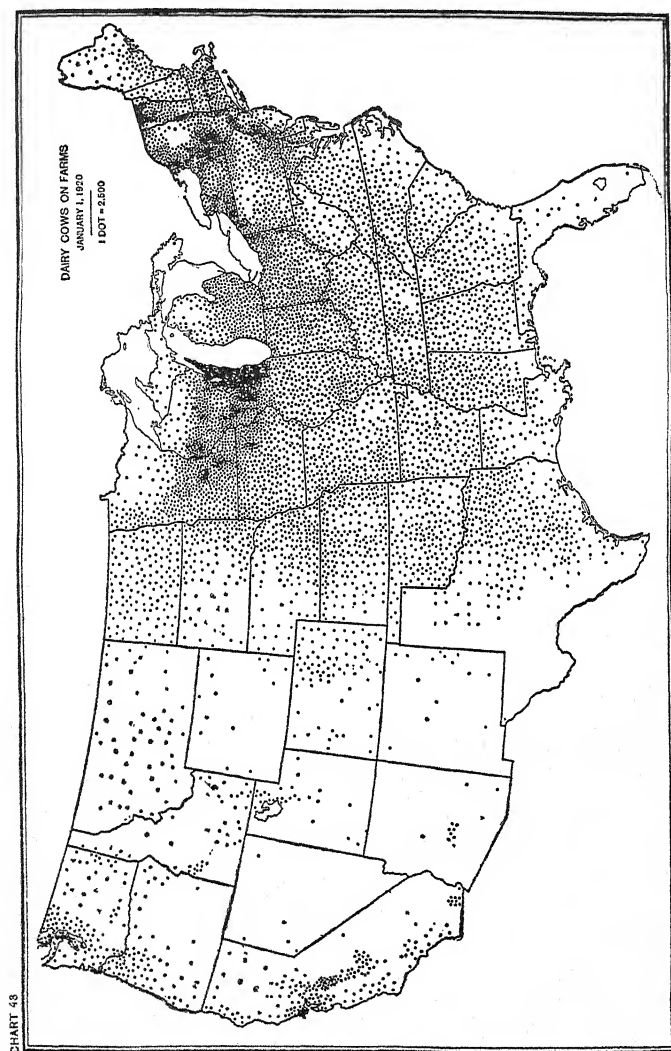 CHART 43
DAIRY COWS ON FARMS
JANUARY 1, 1920
1 DOT = 2,500